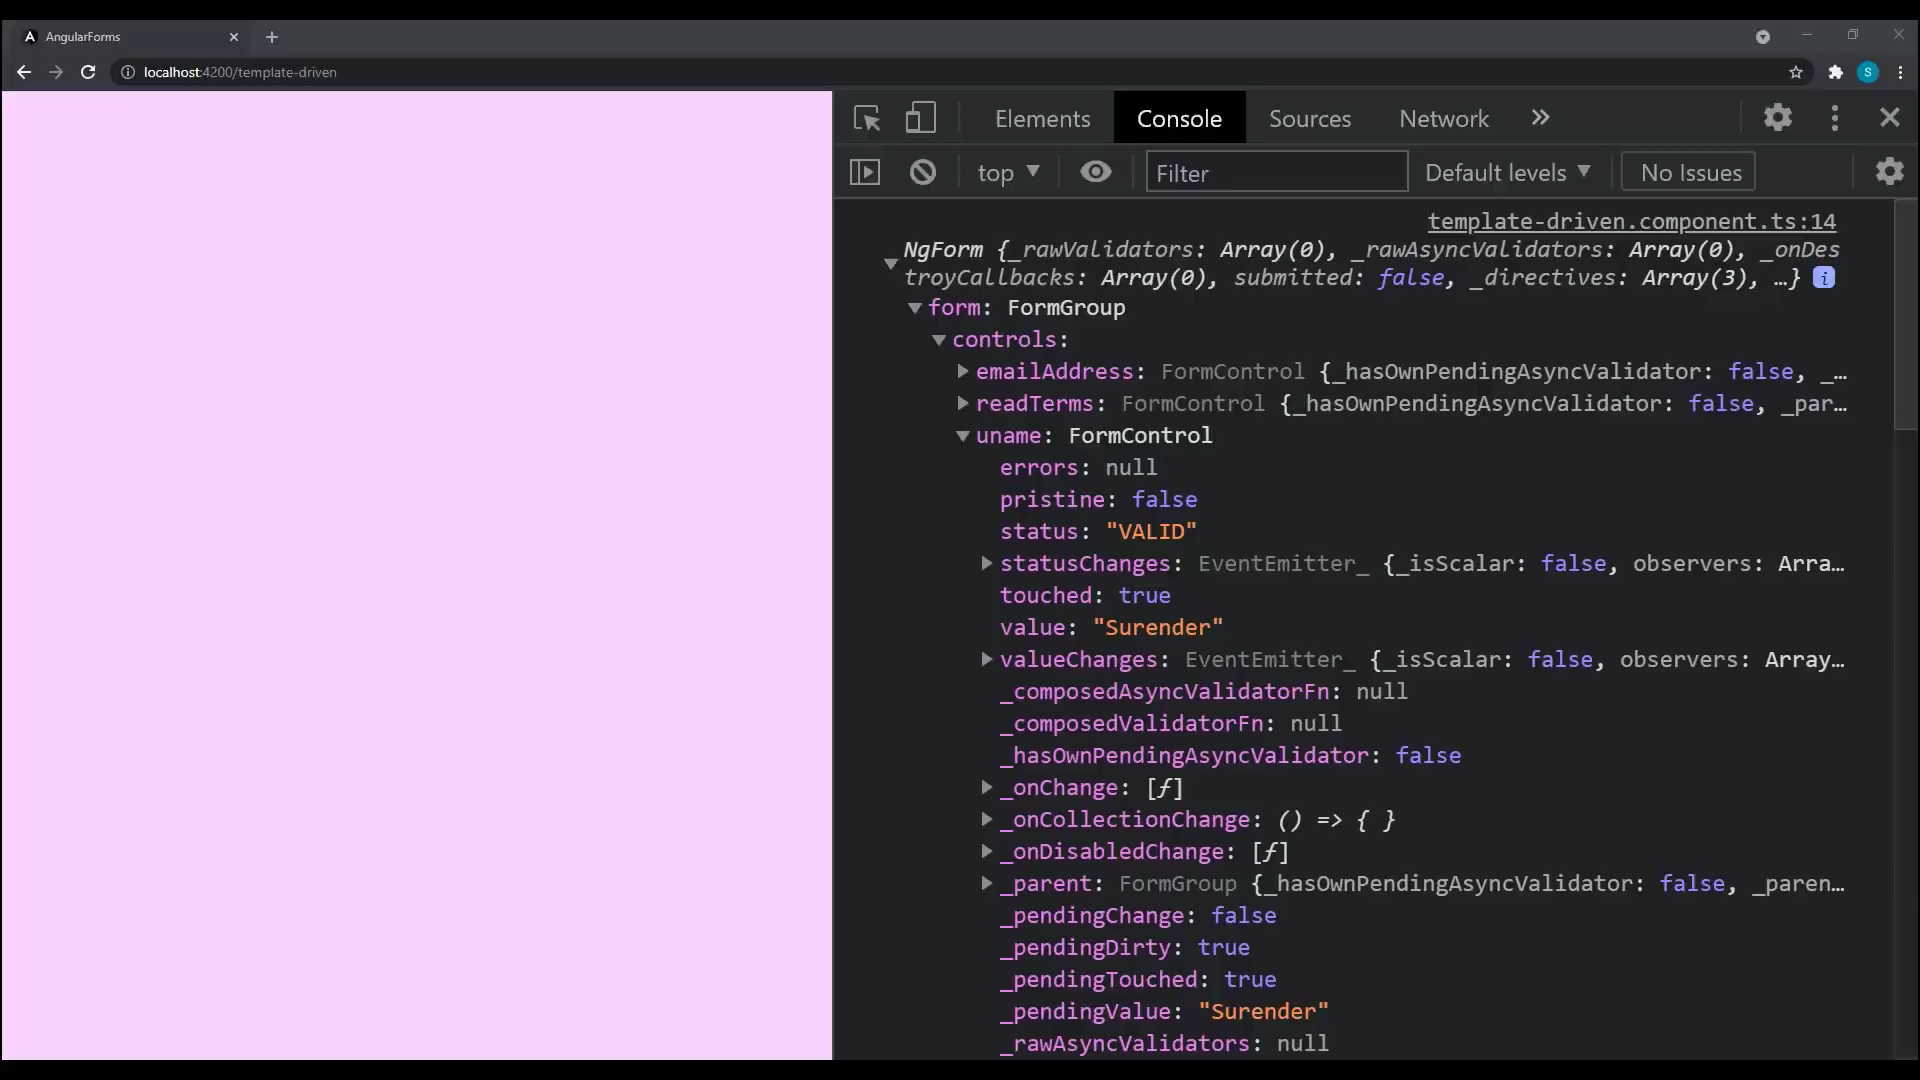 AngularForms
localhost:4200/template-driven
S
Elements Console Sources Network »
top Filter Default levels No Issues
template-driven.component.ts:14
NgForm {_rawValidators: Array(0), _rawAsyncValidators: Array(0), _onDes
troyCallbacks: Array(0), submitted: false, _directives: Array(3), …} i
form: FormGroup
controls:
emailAddress: FormControl {_hasOwnPendingAsyncValidator: false, _…
readTerms: FormControl {_hasOwnPendingAsyncValidator: false, _par…
uname: FormControl
errors: null
pristine: false
status: "VALID"
statusChanges: EventEmitter_ {_isScalar: false, observers: Arra…
touched: true
value: "Surender"
valueChanges: EventEmitter_ {_isScalar: false, observers: Array…
_composedAsyncValidatorFn: null
_composedValidatorFn: null
_hasOwnPendingAsyncValidator: false
_onChange: [ƒ]
_onCollectionChange: () => { }
_onDisabledChange: [ƒ]
_parent: FormGroup {_hasOwnPendingAsyncValidator: false, _paren…
_pendingChange: false
_pendingDirty: true
_pendingTouched: true
_pendingValue: "Surender"
_rawAsyncValidators: null